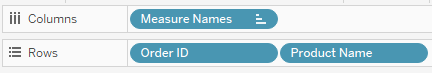 Columns Measure Names
Rows Order ID Product Name